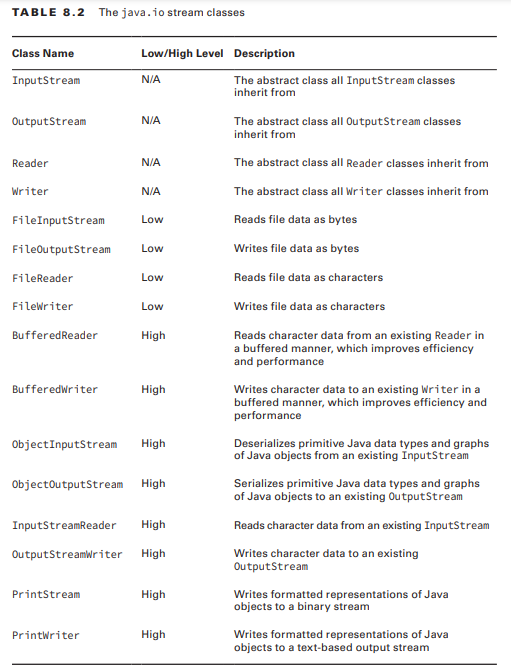 TABLE 8.2 The java.io stream classes
Class Name Low/High Level Description
InputStream N/A The abstract class all InputStream classes
inherit from
OutputStream N/A The abstract class all OutputStream classes
inherit from
Reader N/A The abstract class all Reader classes inherit from
Writer N/A The abstract class all Writer classes inherit from
FileInputStream Low Reads file data as bytes
FileOutputStream Low Writes file data as bytes
FileReader Low Reads file data as characters
FileWriter Low Writes file data as characters
BufferedReader High Reads character data from an existing Reader in
a buffered manner, which improves efficiency
and performance
BufferedWriter High Writes character data to an existing Writer in a
buffered manner, which improves efficiency and
performance
ObjectInputStream High Deserializes primitive Java data types and graphs
of Java objects from an existing InputStream
ObjectOutputStream High Serializes primitive Java data types and graphs
of Java objects to an existing OutputStream
InputStreamReader High Reads character data from an existing InputStream
OutputStreamWriter High Writes character data to an existing
OutputStream
PrintStream High Writes formatted representations of Java
objects to a binary stream
PrintWriter High Writes formatted representations of Java
objects to a text-based output stream